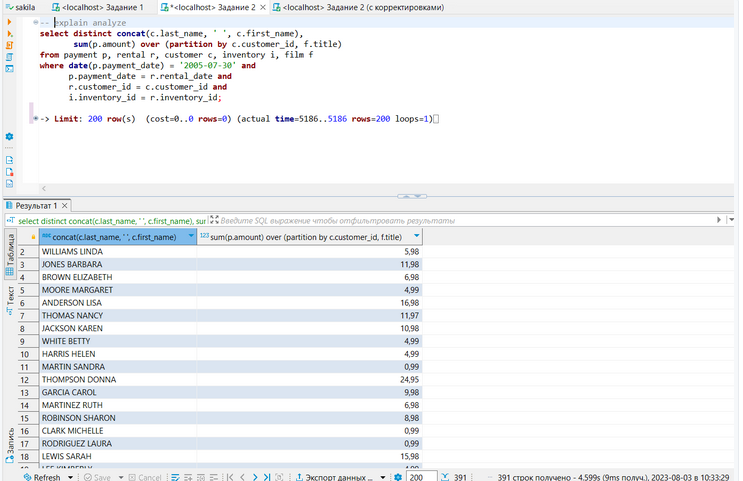 sakila <localhost> Задание 1 *<localhost> Задание 2 <localhost> Задание 2 (с корректировками)
-- explain analyze
select distinct concat(c.last_name, ' ', c.first_name),
sum(p.amount) over (partition by c.customer_id, f.title)
from payment p, rental r, customer c, inventory i, film f
where date(p.payment_date) = '2005-07-30' and
p.payment_date = r.rental_date and
r.customer_id = c.customer_id and
i.inventory_id = r.inventory_id;
-> Limit: 200 row(s)  (cost=0..0 rows=0) (actual time=5186..5186 rows=200 loops=1)
Результат 1
select distinct concat(c.last_name, ' ', c.first_name), sum Введите SQL выражение чтобы отфильтровать результаты
Таблица
Текст
Запись
concat(c.last_name, ' ', c.first_name) 123 sum(p.amount) over (partition by c.customer_id, f.title)
2 WILLIAMS LINDA 5,98
3 JONES BARBARA 11,98
4 BROWN ELIZABETH 6,98
5 MOORE MARGARET 4,99
6 ANDERSON LISA 16,98
7 THOMAS NANCY 11,97
8 JACKSON KAREN 10,98
9 WHITE BETTY 4,99
10 HARRIS HELEN 4,99
11 MARTIN SANDRA 0,99
12 THOMPSON DONNA 24,95
13 GARCIA CAROL 9,98
14 MARTINEZ RUTH 6,98
15 ROBINSON SHARON 8,98
16 CLARK MICHELLE 0,99
17 RODRIGUEZ LAURA 0,99
18 LEWIS SARAH 15,98
Refresh Save Cancel Экспорт данных ... 200 391 391 строк получено - 4.599s (9ms получ.), 2023-08-03 в 10:33:29